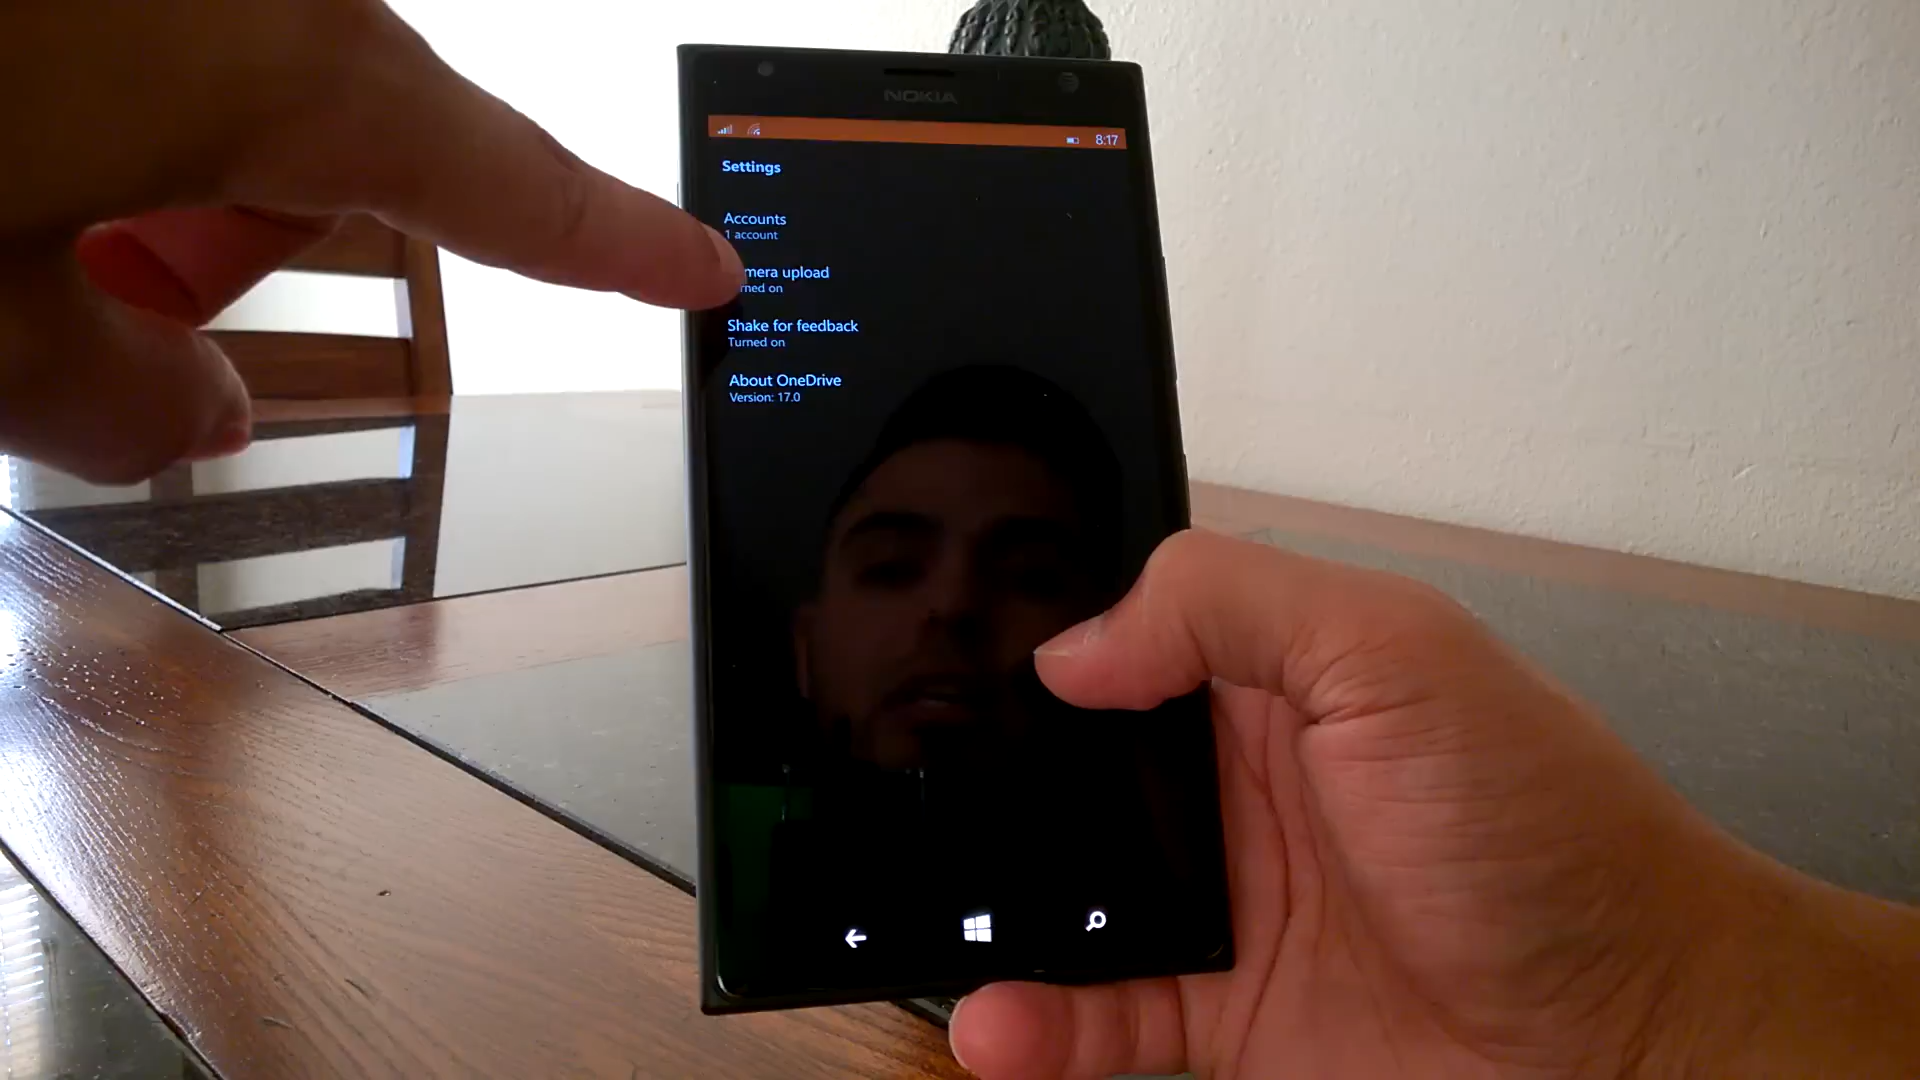 NOKIA
8:17
Settings
Accounts
1 account
mera upload
rned on
Shake for feedback
Turned on
About OneDrive
Version: 17.0